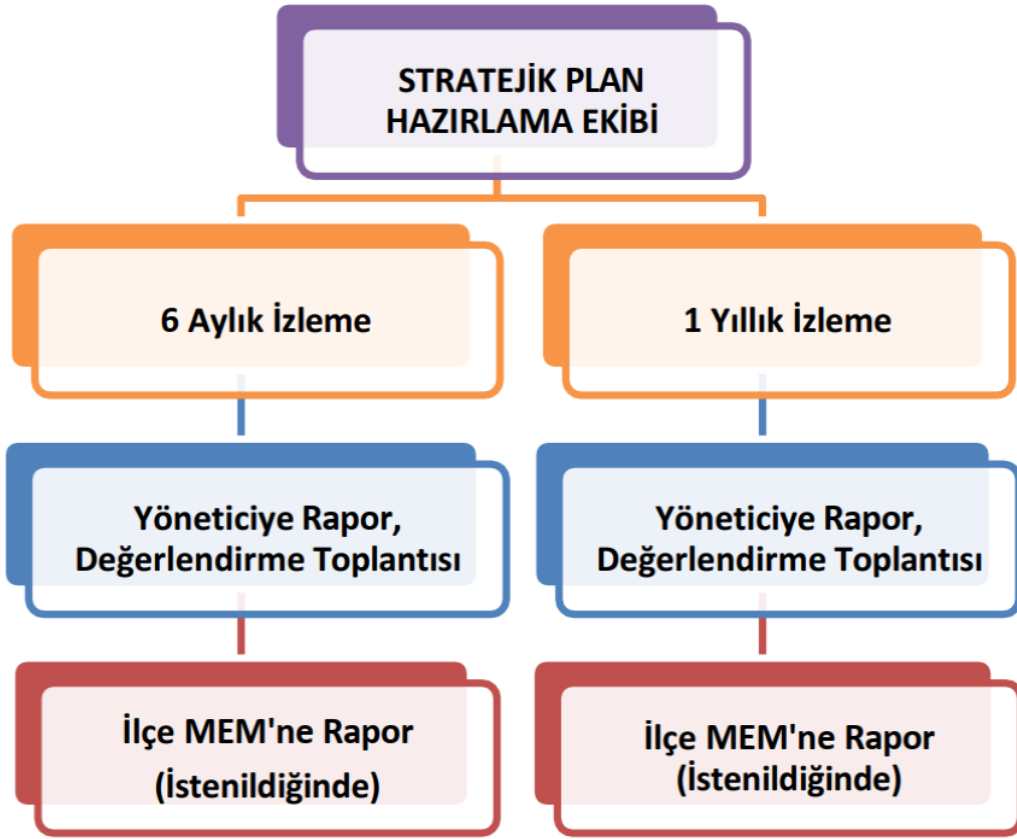 STRATEJİK PLAN
HAZIRLAMA EKİBİ
6 Aylık İzleme
1 Yıllık İzleme
Yöneticiye Rapor,
Değerlendirme Toplantısı
Yöneticiye Rapor,
Değerlendirme Toplantısı
İlçe MEM'ne Rapor
(İstenildiğinde)
İlçe MEM'ne Rapor
(İstenildiğinde)